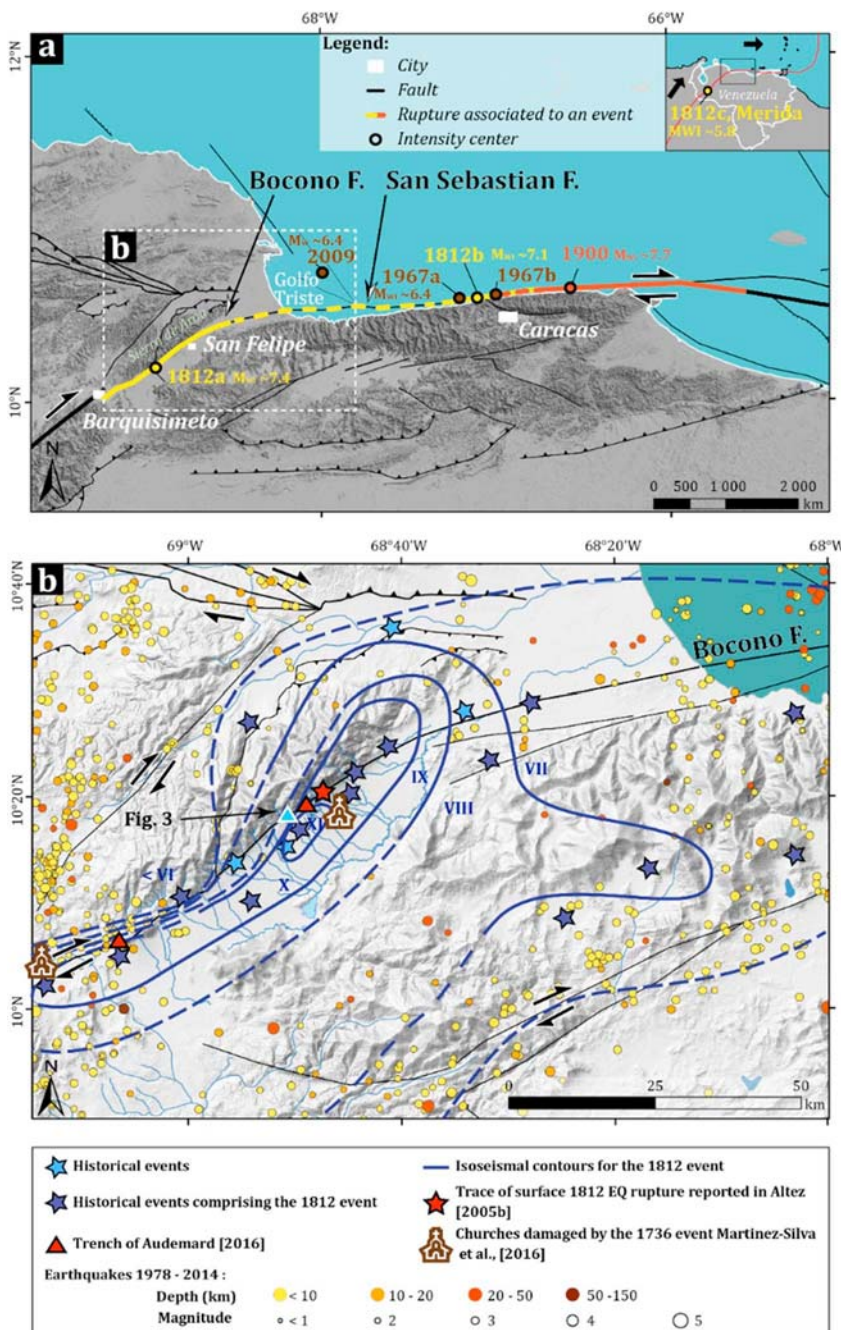 68°W 66°W
a
12°N
10°N
Legend:
City
Fault
Rupture associated to an event
Intensity center
Venezuela
1812c, Merida
MWI ~5.8
Bocono F. San Sebastian F.
b
~6.4
2009
Golfo
Triste
1967a
~6.4
1812b ~7.1
1967b
1900 ~7.7
San Felipe
Caracas
1812a ~7.4
Barquisimeto
N
0 500 1 000 2 000
km
b
69°W 68°40'W 68°20'W 68°W
10°40'N
10°20'N
10°N
Bocono F.
IX
VII
VIII
Fig. 3
XI
< VI
X
N
0 25 50
km
Historical events
Historical events comprising the 1812 event
Trench of Audemard [2016]
Isoseismal contours for the 1812 event
Trace of surface 1812 EQ rupture reported in Altez
[2005b]
Churches damaged by the 1736 event Martinez-Silva
et al., [2016]
Earthquakes 1978 - 2014 :
Depth (km) < 10 10 - 20 20 - 50 50 -150
Magnitude < 1 2 3 4 5